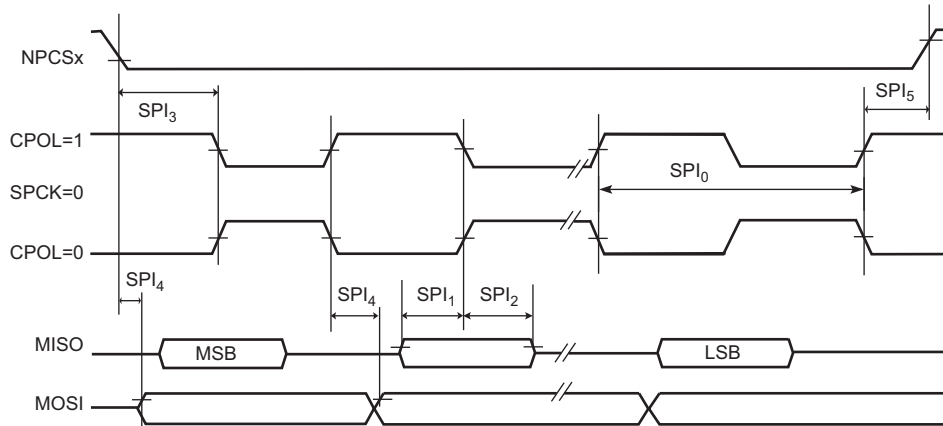 NPCSx
SPI₃
SPI₅
CPOL=1
SPCK=0
SPI₀
CPOL=0
SPI₄
SPI₄
SPI₁
SPI₂
MISO
MSB
LSB
MOSI